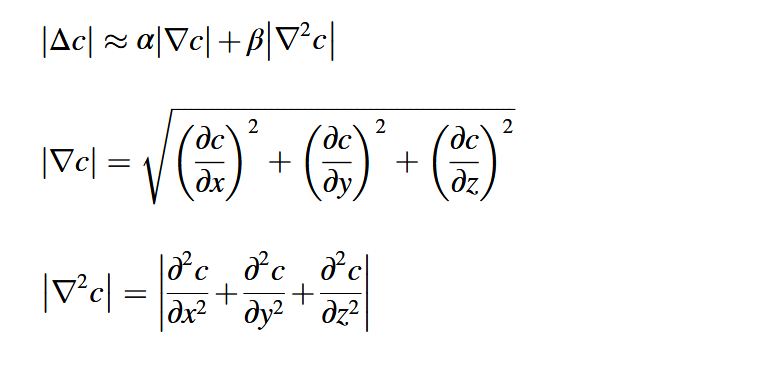 |Δc| ≈ α|∇c| + β|∇²c|
|∇c| = √((∂c/∂x)² + (∂c/∂y)² + (∂c/∂z)²)
|∇²c| = |∂²c/∂x² + ∂²c/∂y² + ∂²c/∂z²|